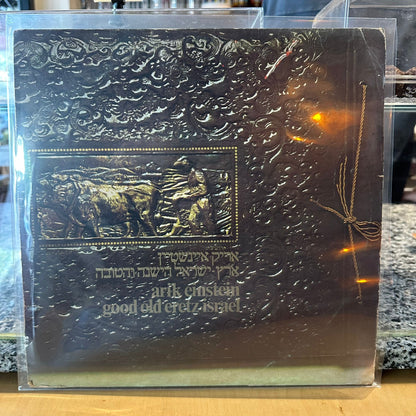 אריק איינשטיין
ארץ-ישראל הישנה והטובה
arik einstein
good old eretz-israel